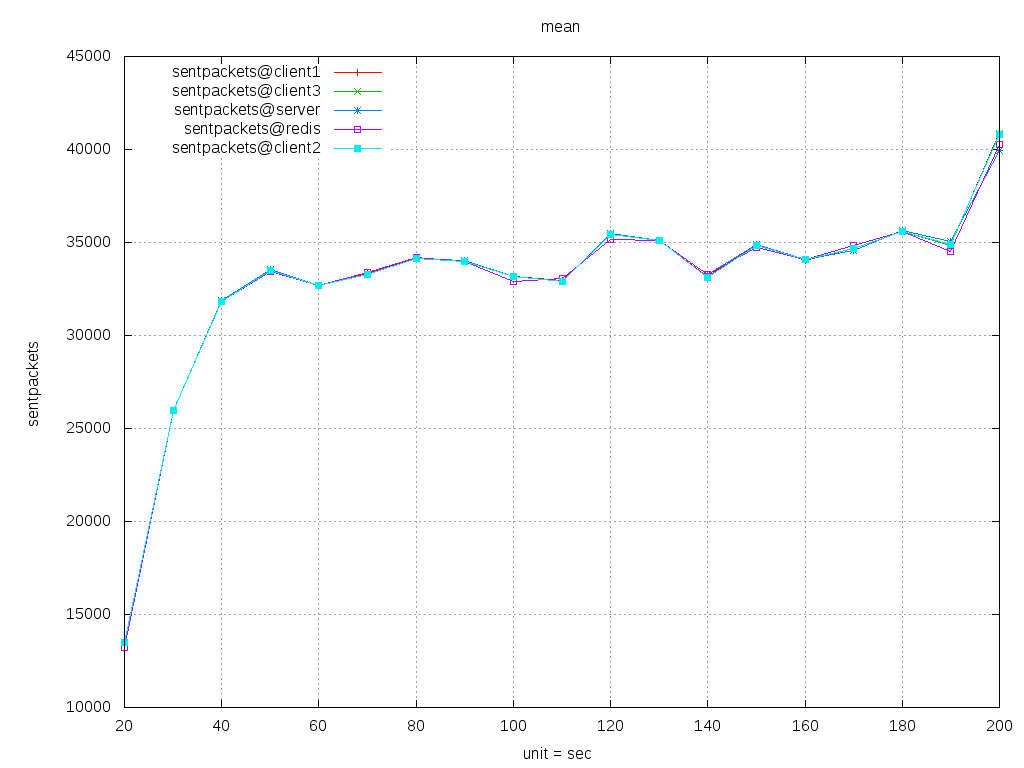 mean
45000
40000
35000
30000
25000
20000
15000
10000
sentpackets
sentpackets@client1
sentpackets@client3
sentpackets@server
sentpackets@redis
sentpackets@client2
20 40 60 80 100 120 140 160 180 200
unit = sec